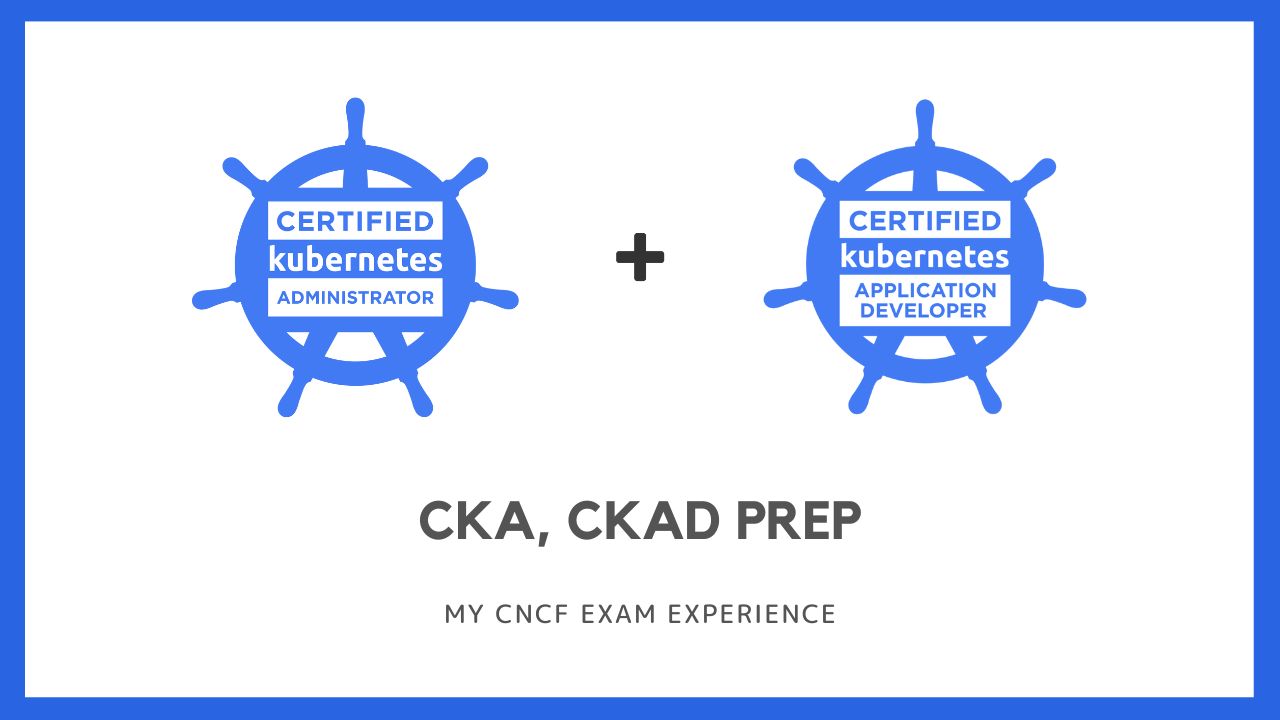 CERTIFIED
kubernetes
ADMINISTRATOR
CERTIFIED
kubernetes
APPLICATION
DEVELOPER
CKA, CKAD PREP
MY CNCF EXAM EXPERIENCE